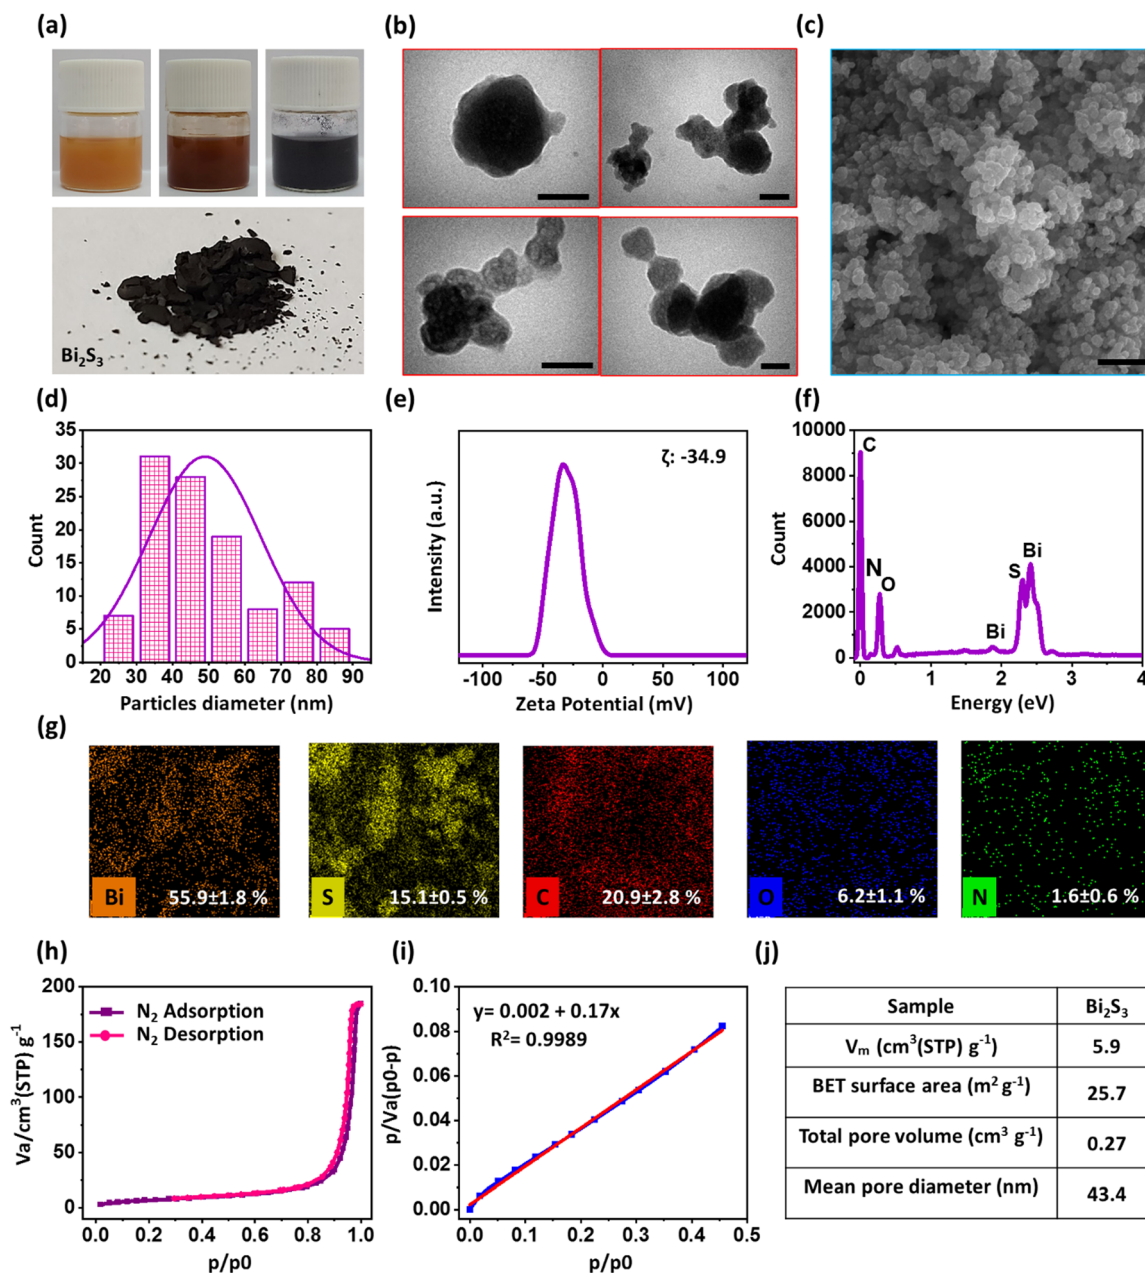 (a)
(b)
(c)
Bi₂S₃
(d)
(e)
(f)
35
30
25
20
15
10
5
0
Count
20 30 40 50 60 70 80 90
Particles diameter (nm)
ζ: -34.9
Intensity (a.u.)
-100 -50 0 50 100
Zeta Potential (mV)
10000
8000
6000
4000
2000
0
Count
C
N
O
Bi
S
Bi
0 1 2 3 4
Energy (eV)
(g)
Bi 55.9±1.8 %
S 15.1±0.5 %
C 20.9±2.8 %
O 6.2±1.1 %
N 1.6±0.6 %
(h)
(i)
(j)
200
150
100
50
0
Va/cm³(STP) g⁻¹
N₂ Adsorption
N₂ Desorption
0.0 0.2 0.4 0.6 0.8 1.0
p/p0
0.10
0.08
0.06
0.04
0.02
0.00
p/Va(p0-p)
y= 0.002 + 0.17x
R²= 0.9989
0.0 0.1 0.2 0.3 0.4 0.5
p/p0
Sample Bi₂S₃
Vₘ (cm³(STP) g⁻¹) 5.9
BET surface area (m² g⁻¹) 25.7
Total pore volume (cm³ g⁻¹) 0.27
Mean pore diameter (nm) 43.4